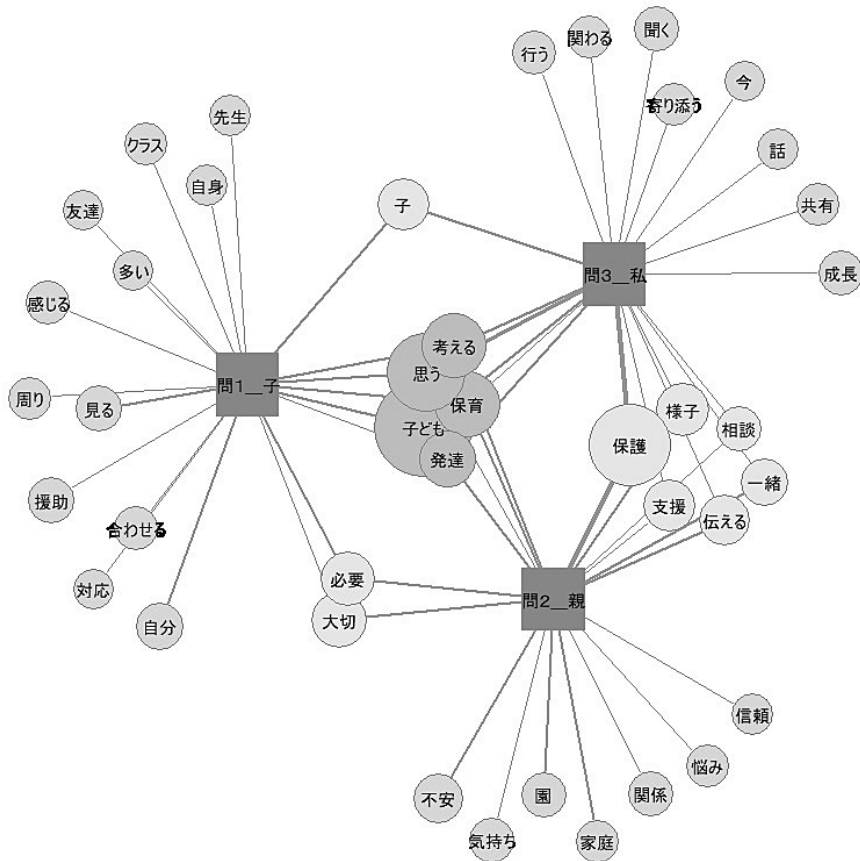 聞く
関わる
行う
今
寄り添う
先生
クラス
話
自身
子
共有
友達
多い
成長
問3__私
感じる
考える
問1__子
思う
周り
見る
保育
様子
子ども
相談
保護
発達
一緒
援助
支援
伝える
合わせる
必要
対応
問2__親
大切
自分
信頼
悩み
不安
園
関係
気持ち
家庭